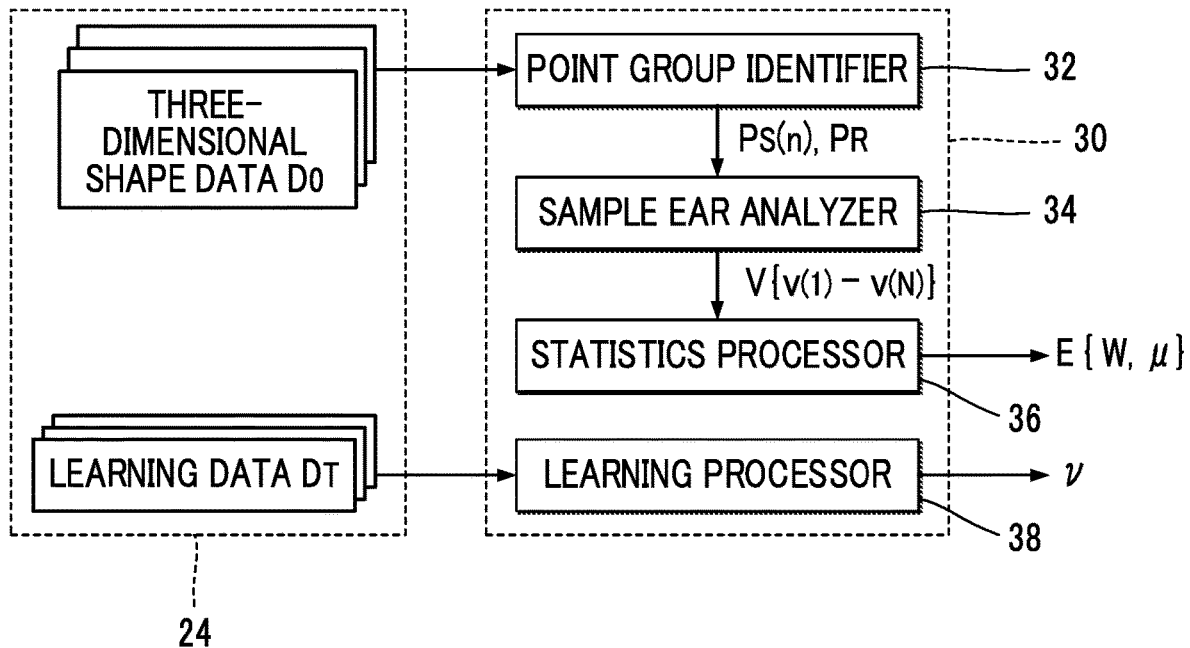 THREE-
DIMENSIONAL
SHAPE DATA D0
POINT GROUP IDENTIFIER
32
PS(n), PR
30
SAMPLE EAR ANALYZER
34
V{v(1) − v(N)}
STATISTICS PROCESSOR
E{W, μ}
36
LEARNING DATA DT
LEARNING PROCESSOR
ν
38
24